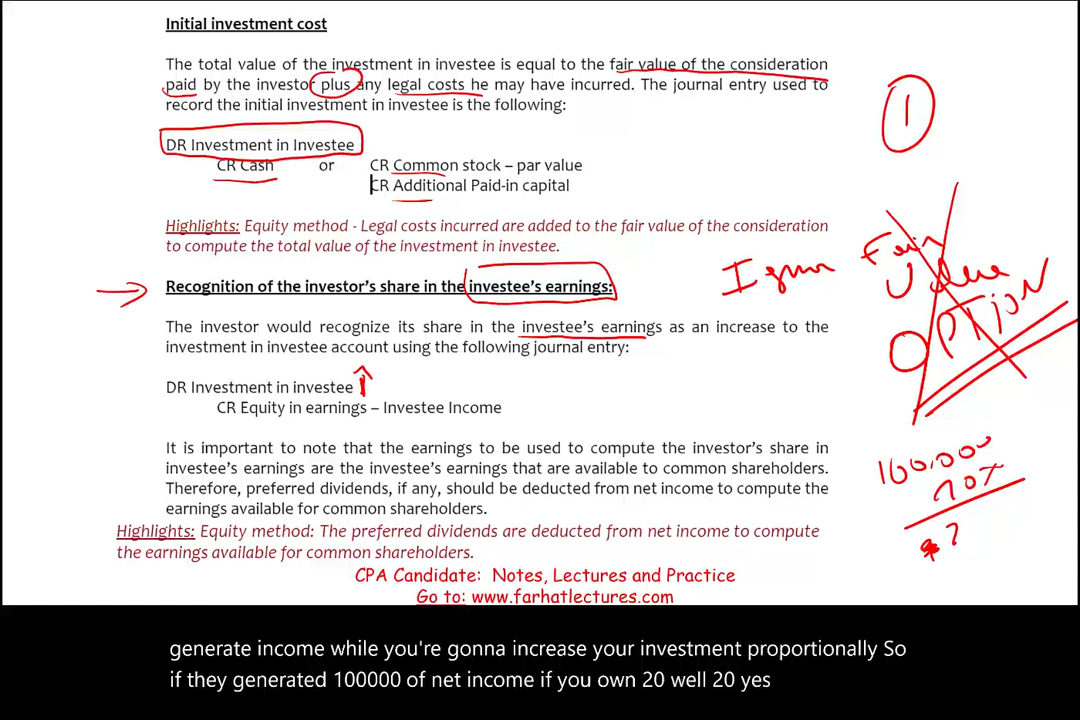 Initial investment cost
The total value of the investment in investee is equal to the fair value of the consideration
paid by the investor plus any legal costs he may have incurred. The journal entry used to
record the initial investment in investee is the following:
DR Investment in Investee
CR Cash or CR Common stock – par value
CR Additional Paid-in capital
1
Highlights: Equity method - Legal costs incurred are added to the fair value of the consideration
to compute the total value of the investment in investee.
Fair
Value
OPTION
Recognition of the investor's share in the investee's earnings:
The investor would recognize its share in the investee's earnings as an increase to the
investment in investee account using the following journal entry:
DR Investment in investee
CR Equity in earnings – Investee Income
It is important to note that the earnings to be used to compute the investor's share in
investee's earnings are the investee's earnings that are available to common shareholders.
Therefore, preferred dividends, if any, should be deducted from net income to compute the
earnings available for common shareholders.
100,000
Highlights: Equity method: The preferred dividends are deducted from net income to compute
the earnings available for common shareholders.
CPA Candidate: Notes, Lectures and Practice
Go to: www.farhatlectures.com
generate income while you're gonna increase your investment proportionally So
if they generated 100000 of net income if you own 20 well 20 yes